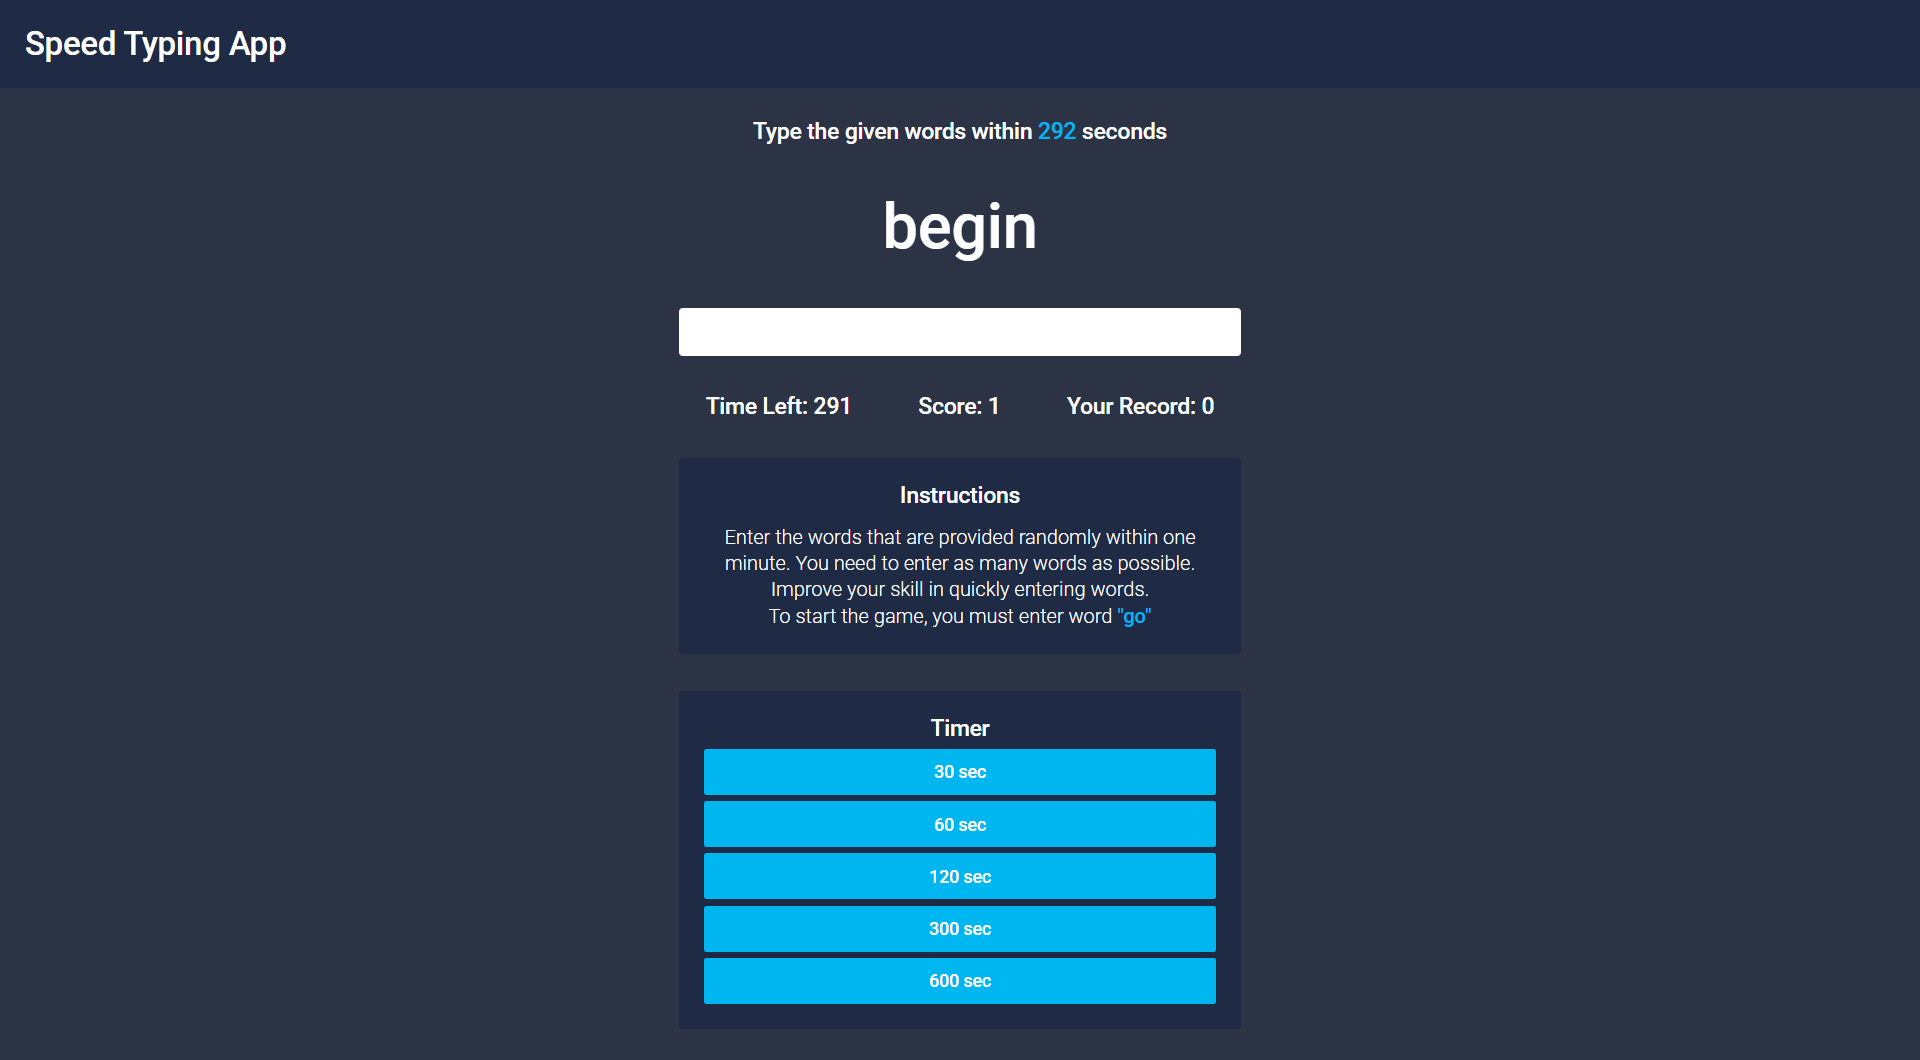 Speed Typing App
Type the given words within 292 seconds
begin
Time Left: 291 Score: 1 Your Record: 0
Instructions
Enter the words that are provided randomly within one
minute. You need to enter as many words as possible.
Improve your skill in quickly entering words.
To start the game, you must enter word "go"
Timer
30 sec
60 sec
120 sec
300 sec
600 sec